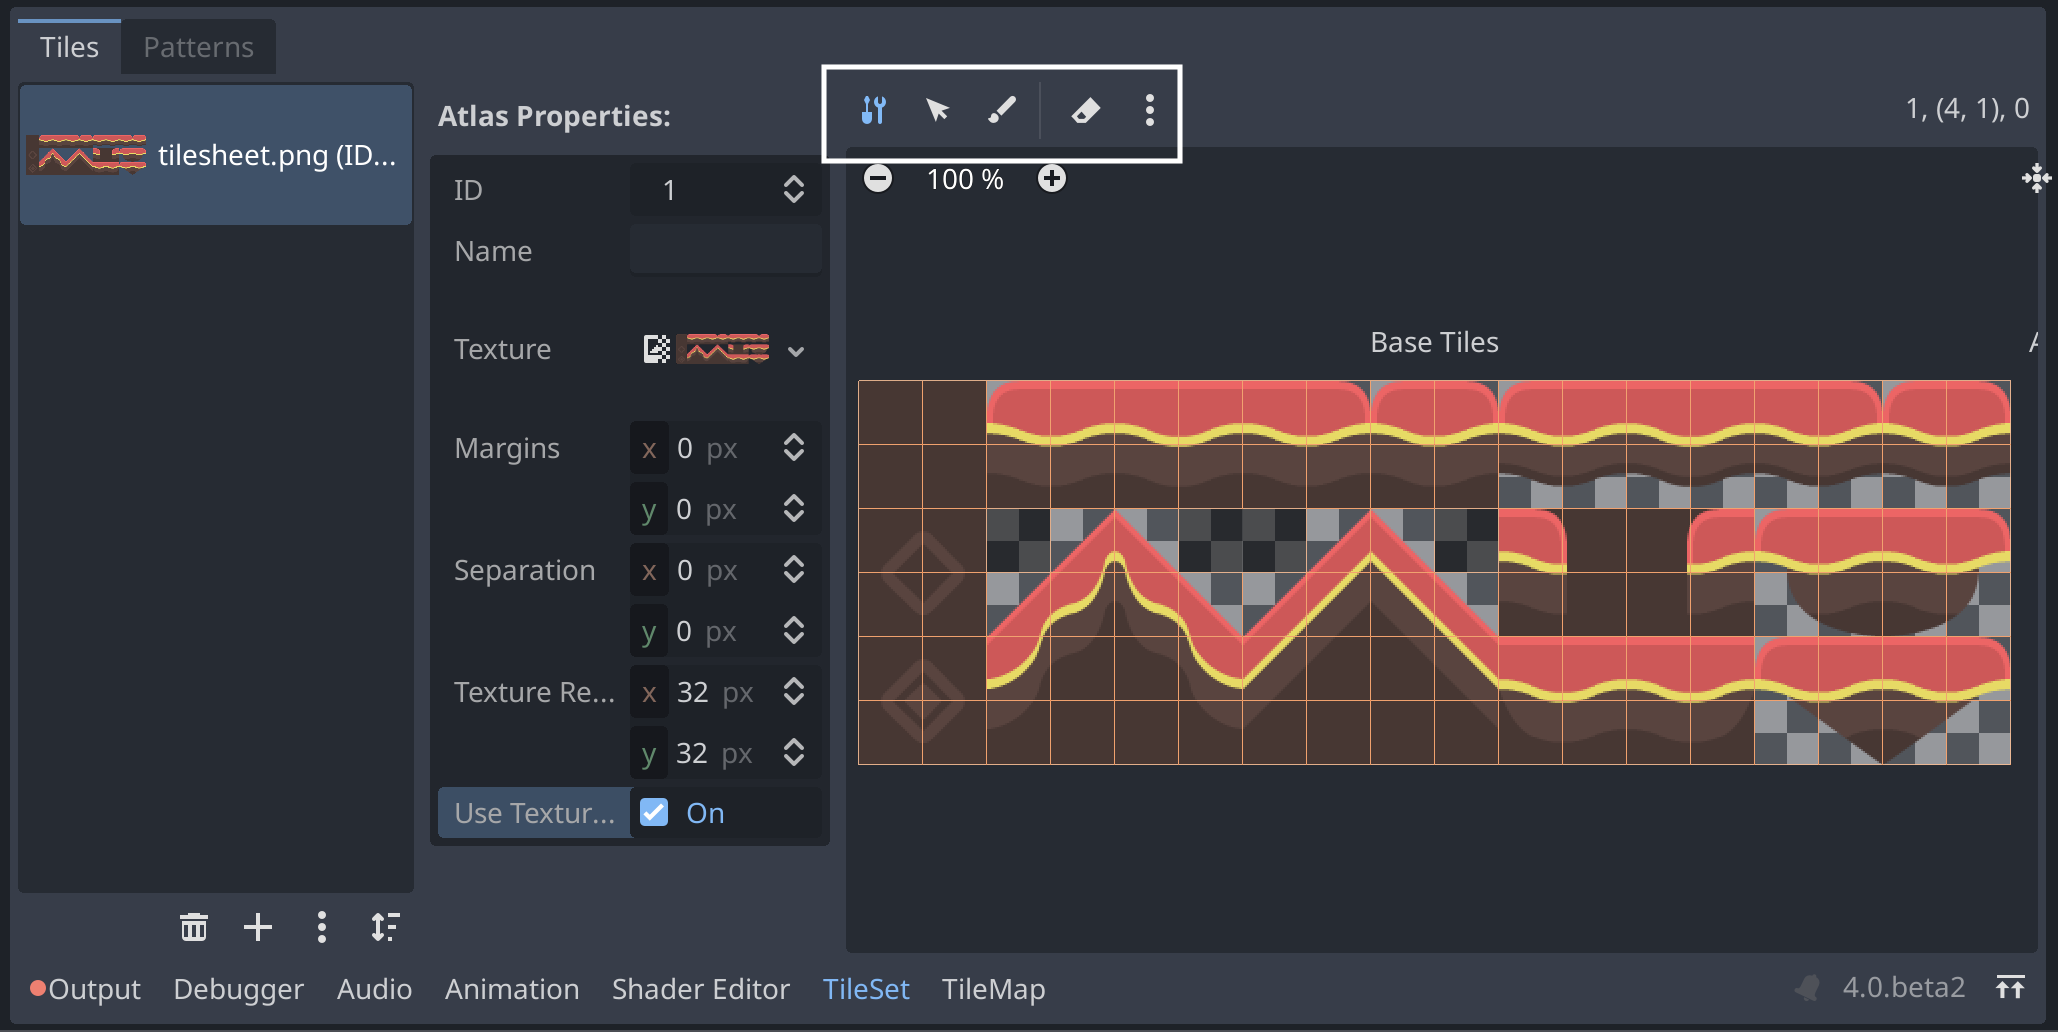 Tiles
Patterns
tilesheet.png (ID...
Atlas Properties:
1, (4, 1), 0
ID 1
Name
Texture
Margins x 0 px
y 0 px
Separation x 0 px
y 0 px
Texture Re... x 32 px
y 32 px
Use Textur... On
100 %
Base Tiles
Output Debugger Audio Animation Shader Editor TileSet TileMap
4.0.beta2